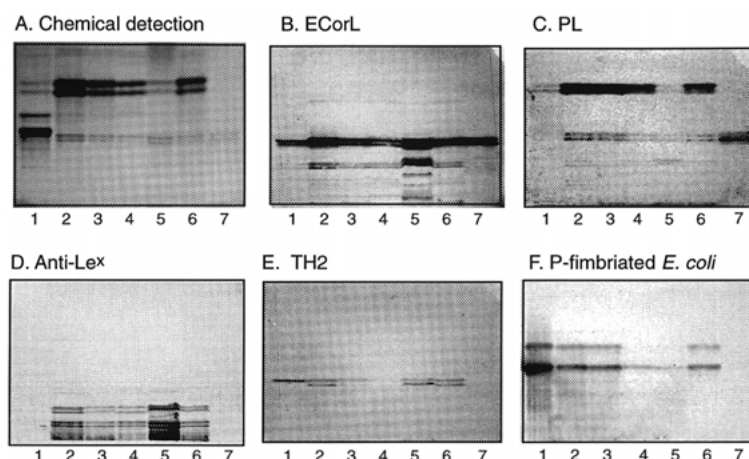 A. Chemical detection
B. ECorL
C. PL
1 2 3 4 5 6 7
1 2 3 4 5 6 7
1 2 3 4 5 6 7
D. Anti-Leˣ
E. TH2
F. P-fimbriated E. coli
1 2 3 4 5 6 7
1 2 3 4 5 6 7
1 2 3 4 5 6 7